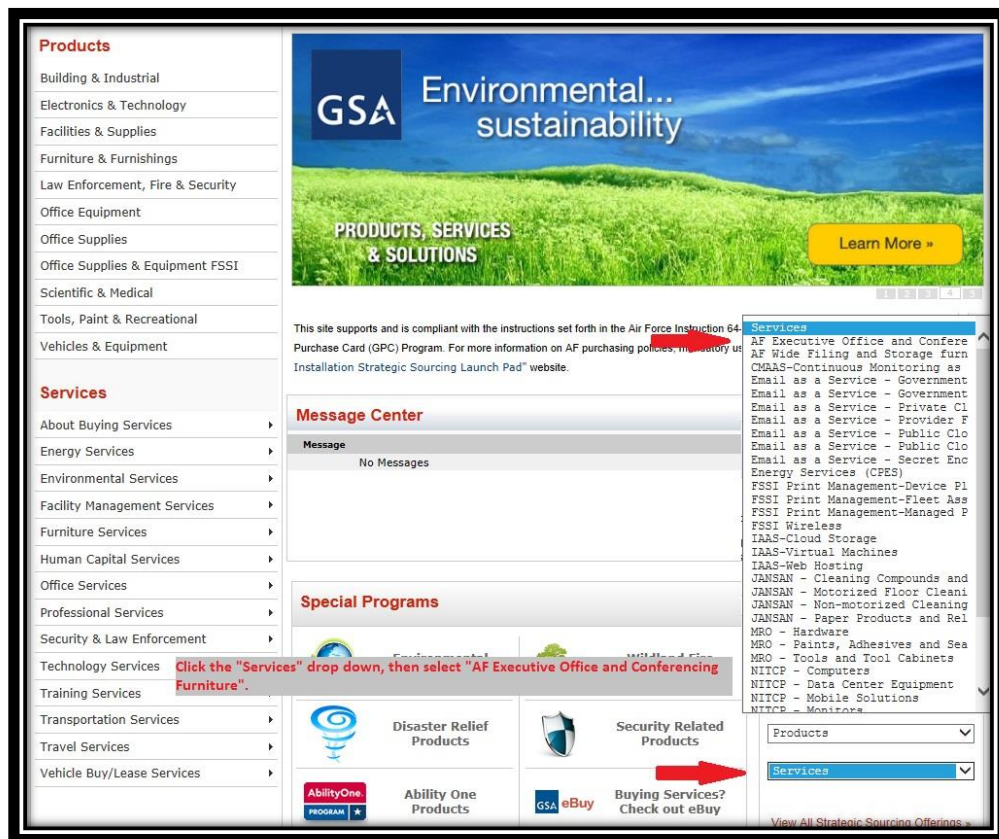 Products
Building & Industrial
Electronics & Technology
Facilities & Supplies
Furniture & Furnishings
Law Enforcement, Fire & Security
Office Equipment
Office Supplies
Office Supplies & Equipment FSSI
Scientific & Medical
Tools, Paint & Recreational
Vehicles & Equipment
Services
About Buying Services
Energy Services
Environmental Services
Facility Management Services
Furniture Services
Human Capital Services
Office Services
Professional Services
Security & Law Enforcement
Technology Services
Training Services
Transportation Services
Travel Services
Vehicle Buy/Lease Services
GSA
Environmental...
sustainability
PRODUCTS, SERVICES
& SOLUTIONS
Learn More »
1 2 3 4 5
This site supports and is compliant with the instructions set forth in the Air Force Instruction 64-
Purchase Card (GPC) Program. For more information on AF purchasing policies, mandatory us
Installation Strategic Sourcing Launch Pad" website.
Message Center
Message
No Messages
Special Programs
Environmental
Wildland Fire
Click the "Services" drop down, then select "AF Executive Office and Conferencing
Furniture".
Disaster Relief
Products
Security Related
Products
AbilityOne.
PROGRAM
Ability One
Products
GSA eBuy
Buying Services?
Check out eBuy
Services
AF Executive Office and Confere
AF Wide Filing and Storage furn
CMAAS-Continuous Monitoring as
Email as a Service - Government
Email as a Service - Government
Email as a Service - Private Cl
Email as a Service - Provider F
Email as a Service - Public Clo
Email as a Service - Public Clo
Email as a Service - Secret Enc
Energy Services (CPES)
FSSI Print Management-Device Pl
FSSI Print Management-Fleet Ass
FSSI Print Management-Managed P
FSSI Wireless
IAAS-Cloud Storage
IAAS-Virtual Machines
IAAS-Web Hosting
JANSAN - Cleaning Compounds and
JANSAN - Motorized Floor Cleani
JANSAN - Non-motorized Cleaning
JANSAN - Paper Products and Rel
MRO - Hardware
MRO - Paints, Adhesives and Sea
MRO - Tools and Tool Cabinets
NITCP - Computers
NITCP - Data Center Equipment
NITCP - Mobile Solutions
NITCP - Monitors
Products
Services
View All Strategic Sourcing Offerings »